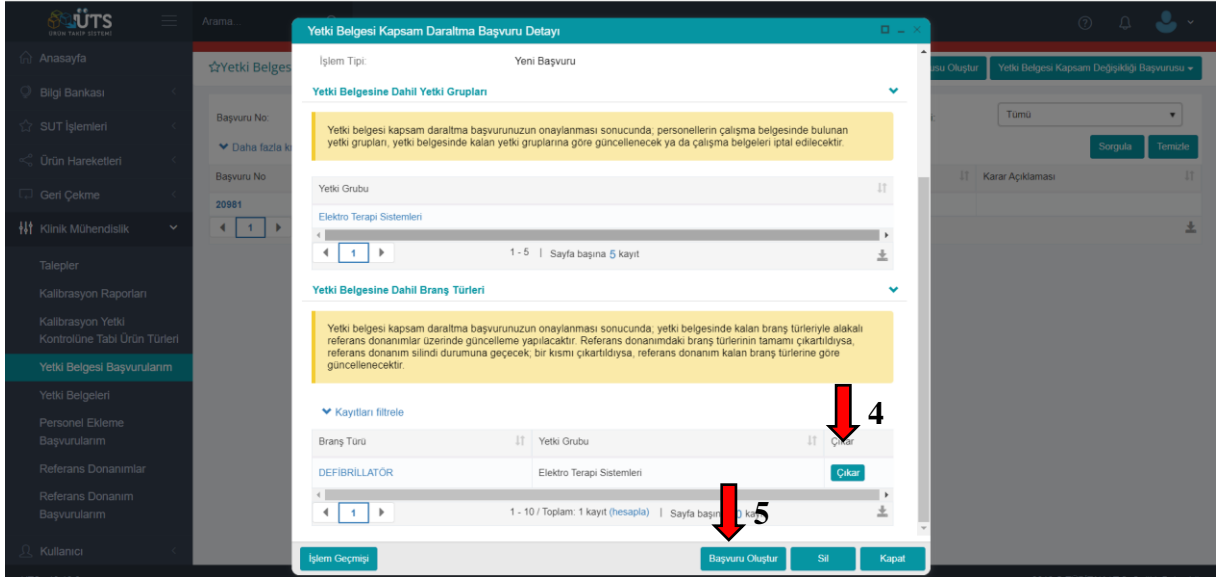 ÜTS
ÜRÜN TAKİP SİSTEMİ
Arama...
Anasayfa
Bilgi Bankası
SUT İşlemleri
Ürün Hareketleri
Geri Çekme
Klinik Mühendislik
Talepler
Kalibrasyon Raporları
Kalibrasyon Yetki
Kontrolüne Tabi Ürün Türleri
Yetki Belgesi Başvurularım
Yetki Belgeleri
Personel Ekleme
Başvurularım
Referans Donanımlar
Referans Donanım
Başvurularım
Kullanıcı
Yetki Belges
usu Oluştur
Yetki Belgesi Kapsam Değişikliği Başvurusu
Başvuru No:
Tümü
Daha fazla
Sorgula
Temizle
Başvuru No
Karar Açıklaması
20981
1
Yetki Belgesi Kapsam Daraltma Başvuru Detayı
İşlem Tipi:
Yeni Başvuru
Yetki Belgesine Dahil Yetki Grupları
Yetki belgesi kapsam daraltma başvurunuzun onaylanması sonucunda; personellerin çalışma belgesinde bulunan
yetki grupları, yetki belgesinde kalan yetki gruplarına göre güncellenecek ya da çalışma belgeleri iptal edilecektir.
Yetki Grubu
Elektro Terapi Sistemleri
1
1 - 5 | Sayfa başına 5 kayıt
Yetki Belgesine Dahil Branş Türleri
Yetki belgesi kapsam daraltma başvurunuzun onaylanması sonucunda; yetki belgesinde kalan branş türleriyle alakalı
referans donanımlar üzerinde güncelleme yapılacaktır. Referans donanımdaki branş türlerinin tamamı çıkartıldıysa,
referans donanım silindi durumuna geçecek; bir kısmı çıkartıldıysa, referans donanım kalan branş türlerine göre
güncellenecektir.
4
Kayıtları filtrele
Branş Türü
Yetki Grubu
Çıkar
DEFİBRİLLATÖR
Elektro Terapi Sistemleri
Çıkar
1
1 - 10 / Toplam: 1 kayıt (hesapla) | Sayfa başın
5
İşlem Geçmişi
Başvuru Oluştur
Sil
Kapat